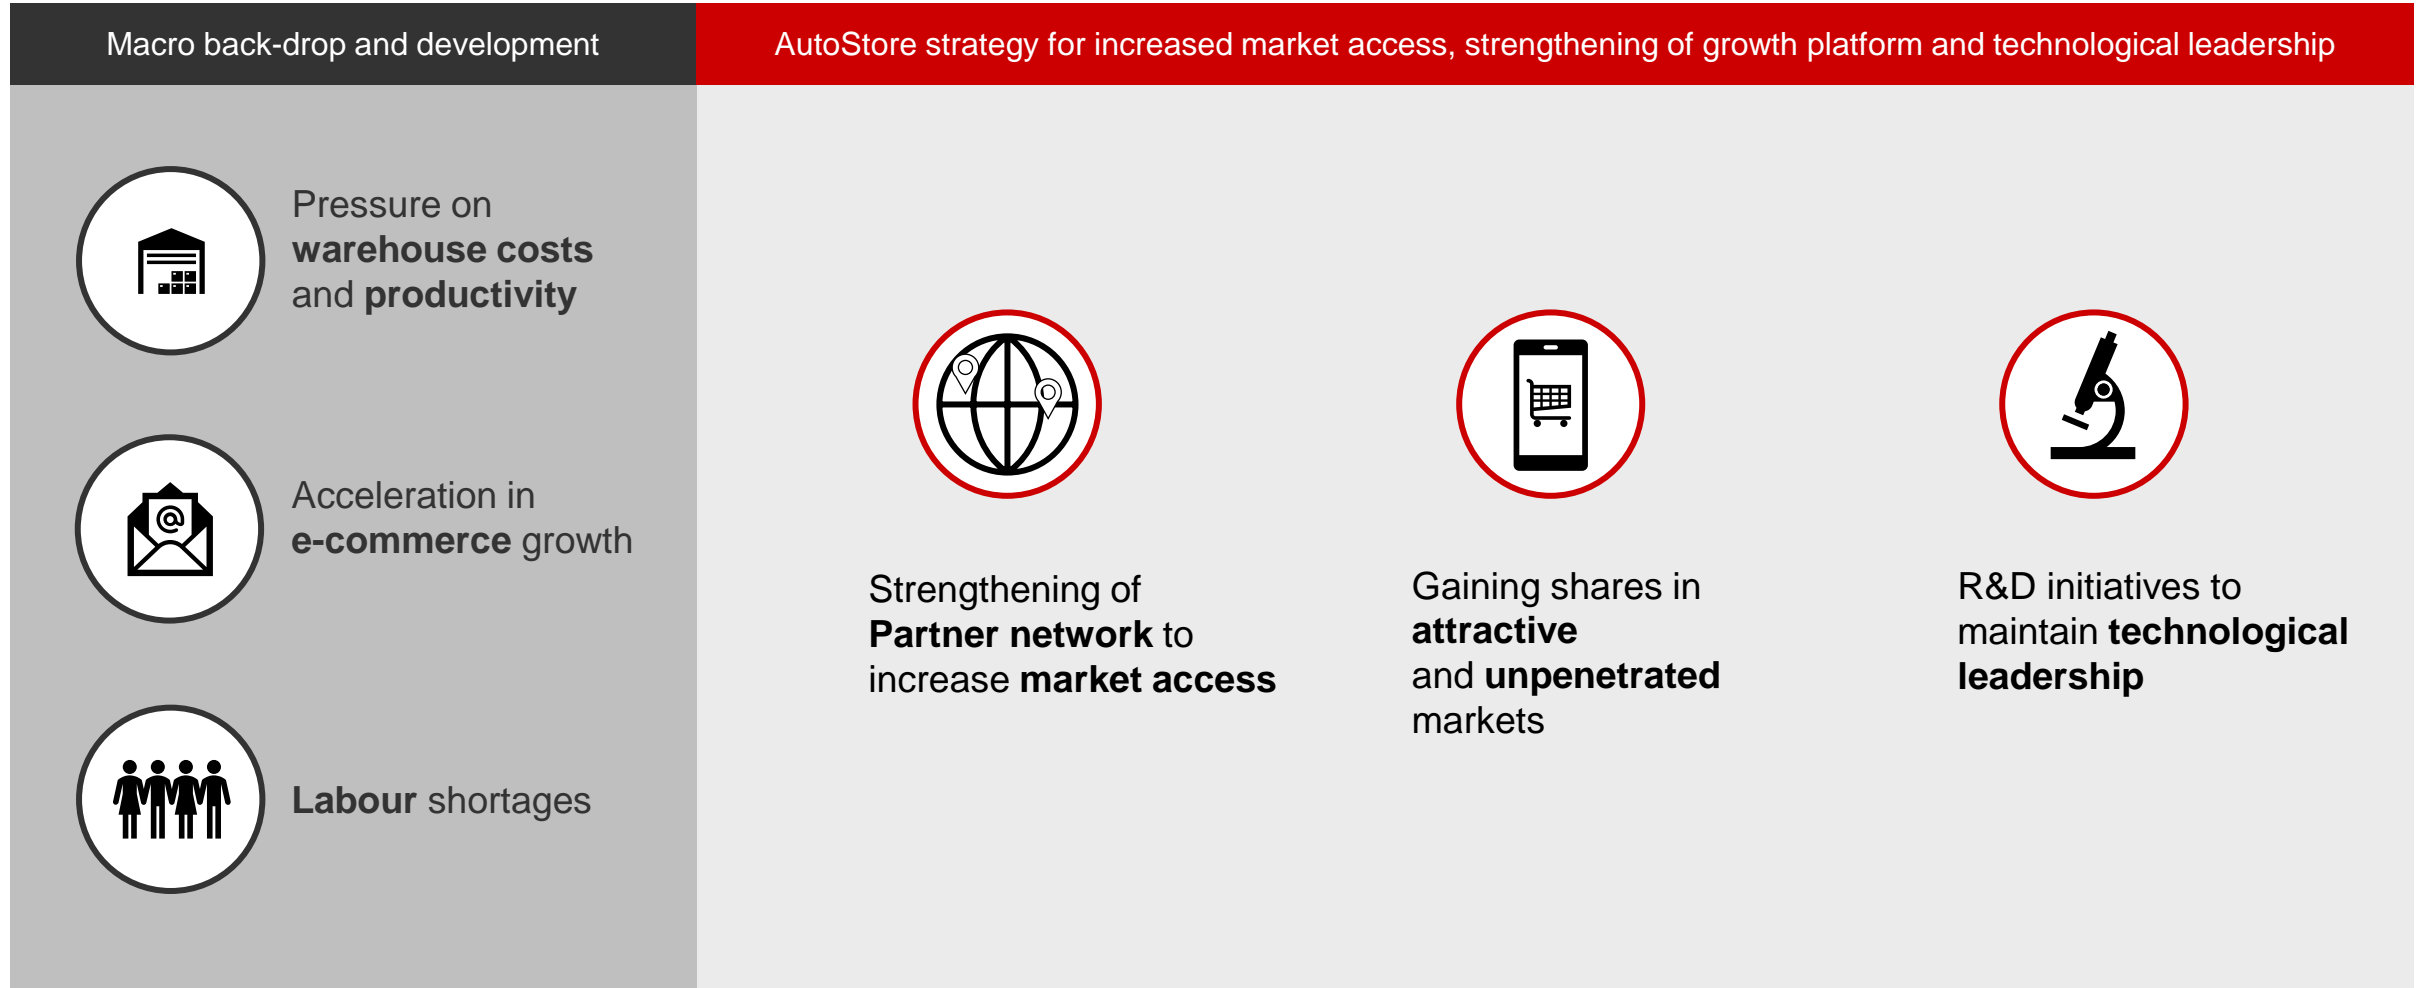 Macro back-drop and development
AutoStore strategy for increased market access, strengthening of growth platform and technological leadership
Pressure on
warehouse costs
and productivity
Acceleration in
e-commerce growth
Labour shortages
Strengthening of
Partner network to
increase market access
Gaining shares in
attractive
and unpenetrated
markets
R&D initiatives to
maintain technological
leadership